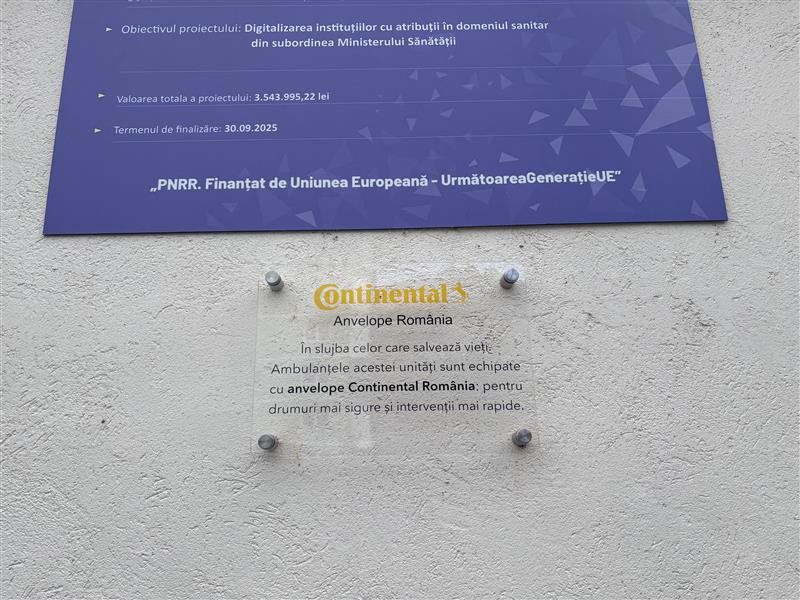 Obiectivul proiectului: Digitalizarea instituțiilor cu atribuții în domeniul sanitar
din subordinea Ministerului Sănătății
Valoarea totala a proiectului: 3.543.995,22 lei
Termenul de finalizare: 30.09.2025
„PNRR. Finanțat de Uniunea Europeană – UrmătoareaGenerațieUE”
Continental
Anvelope România
În slujba celor care salvează vieți.
Ambulanțele acestei unități sunt echipate
cu anvelope Continental România: pentru
drumuri mai sigure și intervenții mai rapide.